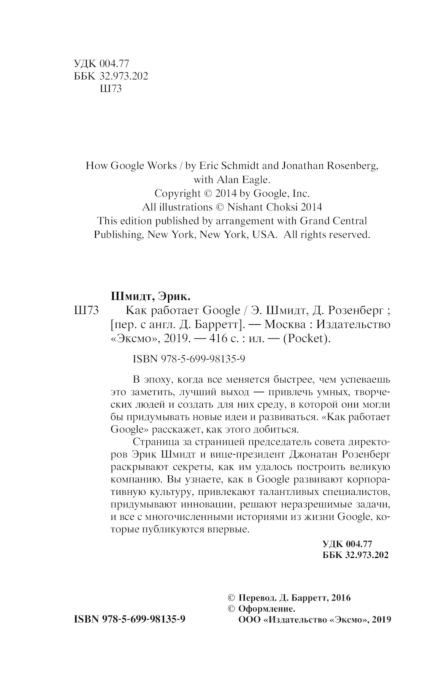 УДК 004.77
ББК 32.973.202
Ш73
How Google Works / by Eric Schmidt and Jonathan Rosenberg,
with Alan Eagle.
Copyright © 2014 by Google, Inc.
All illustrations © Nishant Choksi 2014
This edition published by arrangement with Grand Central
Publishing, New York, New York, USA. All rights reserved.
Шмидт, Эрик.
Ш73 Как работает Google / Э. Шмидт, Д. Розенберг ;
[пер. с англ. Д. Барретт]. — Москва : Издательство
«Эксмо», 2019. — 416 с. : ил. — (Pocket).
ISBN 978-5-699-98135-9
В эпоху, когда все меняется быстрее, чем успеваешь
это заметить, лучший выход — привлечь умных, творче-
ских людей и создать для них среду, в которой они могли
бы придумывать новые идеи и развиваться. «Как работает
Google» расскажет, как этого добиться.
Страница за страницей председатель совета директо-
ров Эрик Шмидт и вице-президент Джонатан Розенберг
раскрывают секреты, как им удалось построить великую
компанию. Вы узнаете, как в Google развивают корпора-
тивную культуру, привлекают талантливых специалистов,
придумывают инновации, решают неразрешимые задачи,
и все с многочисленными историями из жизни Google, ко-
торые публикуются впервые.
УДК 004.77
ББК 32.973.202
© Перевод. Д. Барретт, 2016
© Оформление.
ISBN 978-5-699-98135-9 ООО «Издательство «Эксмо», 2019